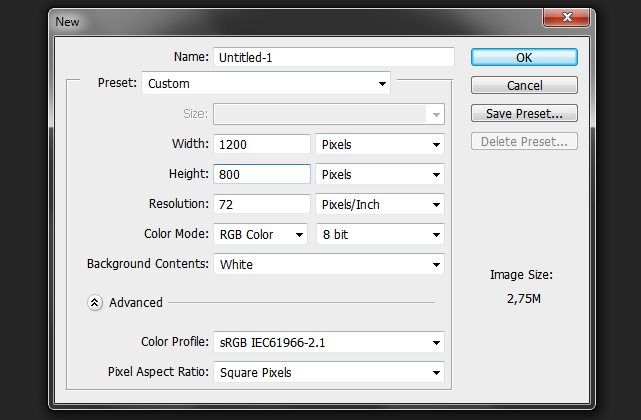 New
Name: Untitled-1
OK
Preset: Custom
Cancel
Size:
Save Preset...
Width: 1200 Pixels
Delete Preset...
Height: 800 Pixels
Resolution: 72 Pixels/Inch
Color Mode: RGB Color 8 bit
Background Contents: White
Image Size:
2,75M
Advanced
Color Profile: sRGB IEC61966-2.1
Pixel Aspect Ratio: Square Pixels